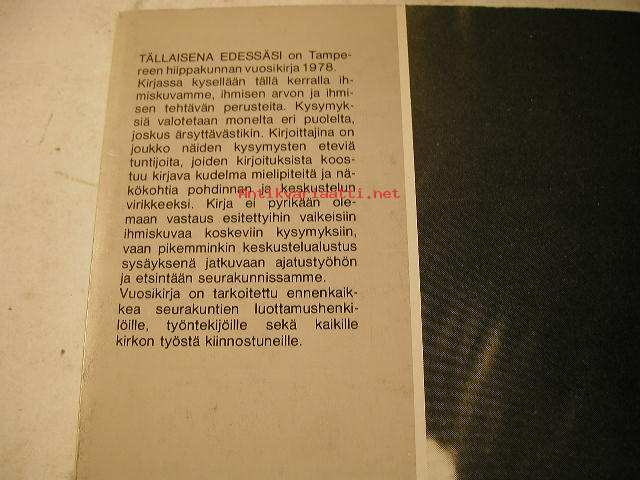 TÄLLAISENA EDESSÄSI on Tampe-
reen hiippakunnan vuosikirja 1978.
Kirjassa kysellään tällä kerralla ih-
miskuvamme, ihmisen arvon ja ihmi-
sen tehtävän perusteita. Kysymyk-
siä valotetaan monelta eri puolelta,
joskus ärsyttävästikin. Kirjoittajina on
joukko näiden kysymysten eteviä
tuntijoita, joiden kirjoituksista koos-
tuu kirjava kudelma mielipiteitä ja nä-
kökohtia pohdinnan ja keskustelun
Antikvariaatti.net
virikkeeksi. Kirja ei pyrikään ole-
maan vastaus esitettyihin vaikeisiin
ihmiskuvaa koskeviin kysymyksiin,
vaan pikemminkin keskustelualustus
sysäyksenä jatkuvaan ajatustyöhön
ja etsintään seurakunnissamme.
Vuosikirja on tarkoitettu ennenkaik-
kea seurakuntien luottamushenki-
löille, työntekijöille sekä kaikille
kirkon työstä kiinnostuneille.